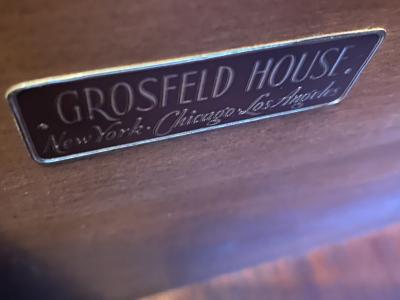 GROSFELD HOUSE
New York · Chicago · Los Angeles